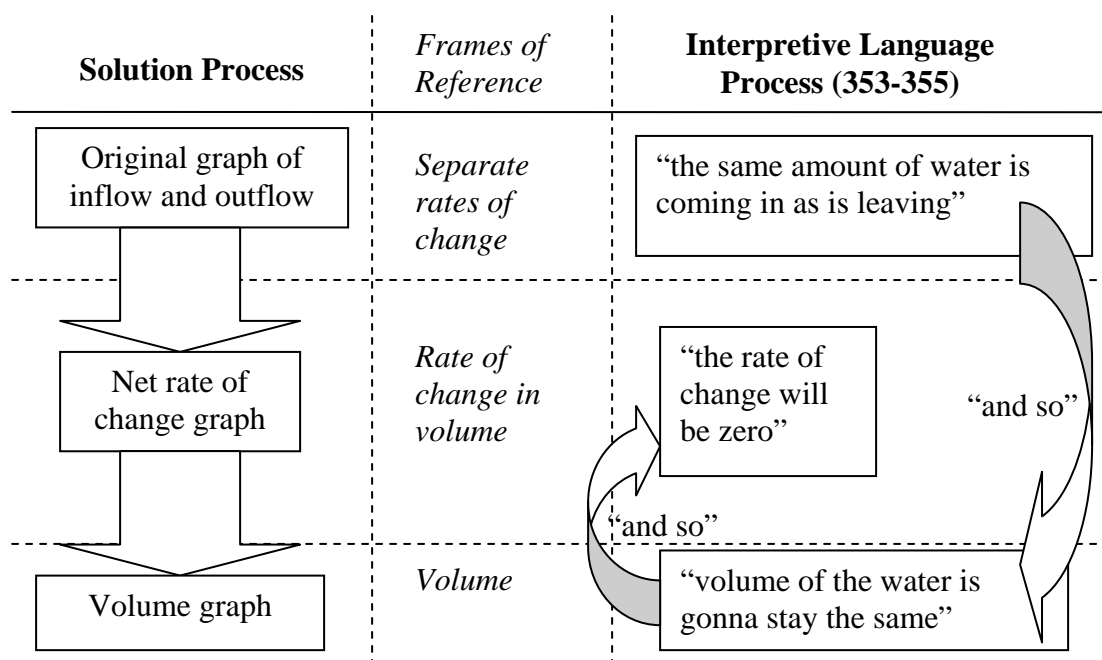 Solution Process
Frames of
Reference
Interpretive Language
Process (353-355)
Original graph of
inflow and outflow
Separate
rates of
change
“the same amount of water is
coming in as is leaving”
Net rate of
change graph
Rate of
change in
volume
“the rate of
change will
be zero”
“and so”
“and so”
Volume graph
Volume
“volume of the water is
gonna stay the same”